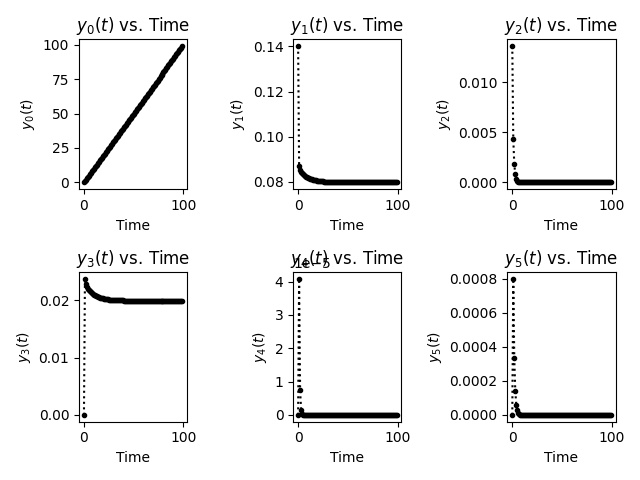 y₀(t) vs. Time
y₁(t) vs. Time
y₂(t) vs. Time
100
75
50
25
0
y₀(t)
0
100
Time
0.14
0.12
0.10
0.08
y₁(t)
0
100
Time
0.010
0.005
0.000
y₂(t)
0
100
Time
y₃(t) vs. Time
y₄(t) vs. Time
y₅(t) vs. Time
0.02
0.01
0.00
y₃(t)
0
100
Time
1e−5
4
3
2
1
0
y₄(t)
0
100
Time
0.0008
0.0006
0.0004
0.0002
0.0000
y₅(t)
0
100
Time